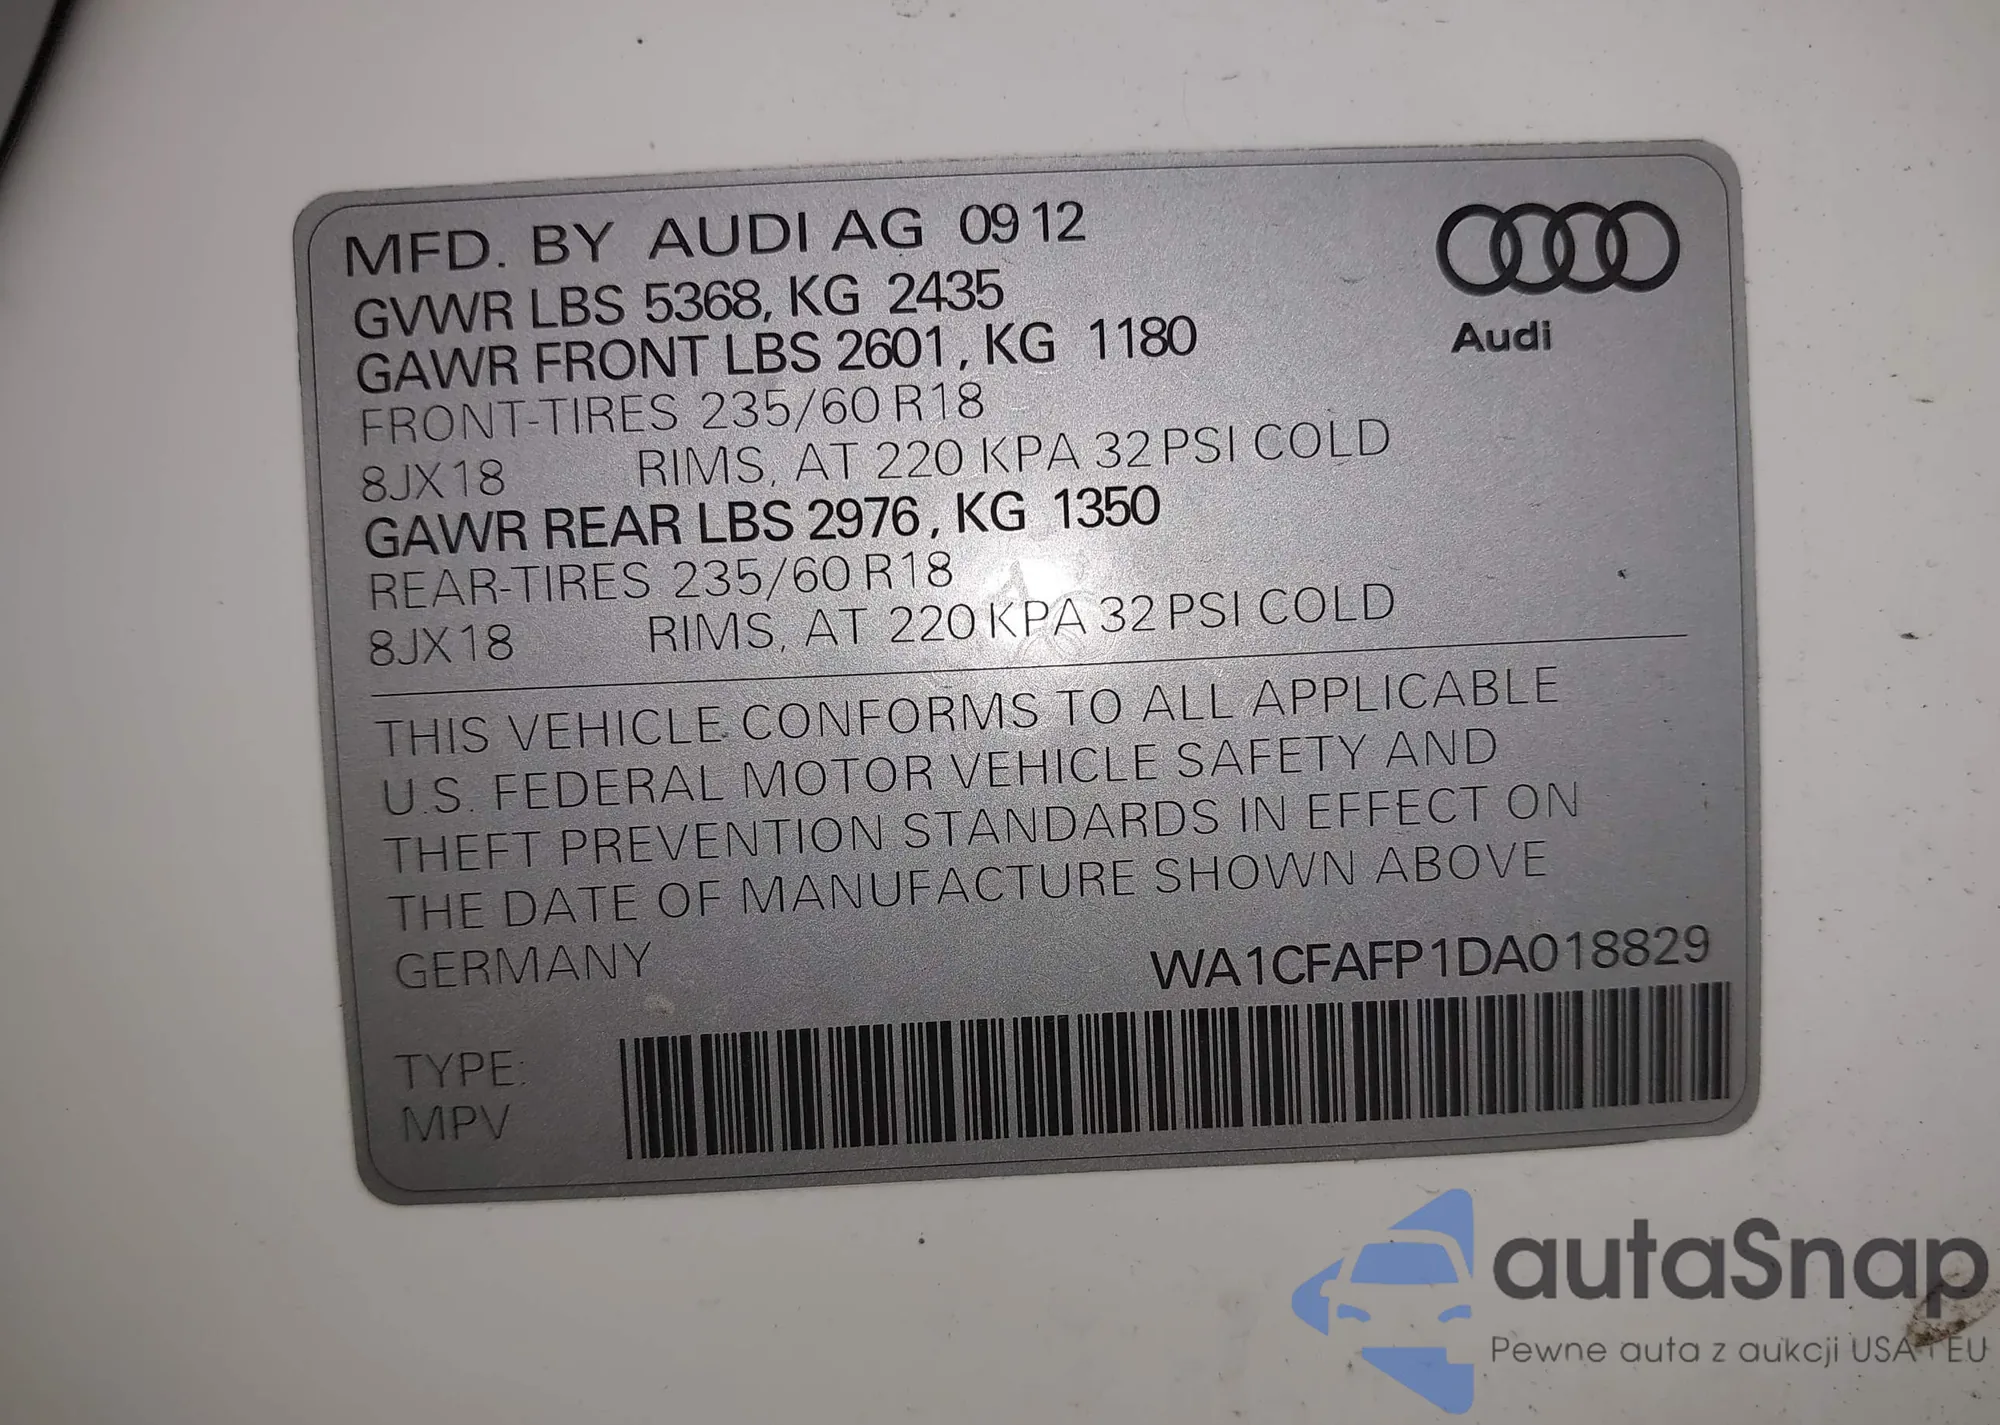 MFD. BY AUDI AG 09 12
GVWR LBS 5368, KG 2435
GAWR FRONT LBS 2601, KG 1180
FRONT-TIRES 235/60 R18
8JX18 RIMS, AT 220 KPA 32 PSI COLD
GAWR REAR LBS 2976, KG 1350
REAR-TIRES 235/60 R18
8JX18 RIMS, AT 220 KPA 32 PSI COLD
Audi
THIS VEHICLE CONFORMS TO ALL APPLICABLE
U.S. FEDERAL MOTOR VEHICLE SAFETY AND
THEFT PREVENTION STANDARDS IN EFFECT ON
THE DATE OF MANUFACTURE SHOWN ABOVE
GERMANY WA1CFAFP1DA018829
TYPE:
MPV
autaSnap
Pewne auta z aukcji USA i EU